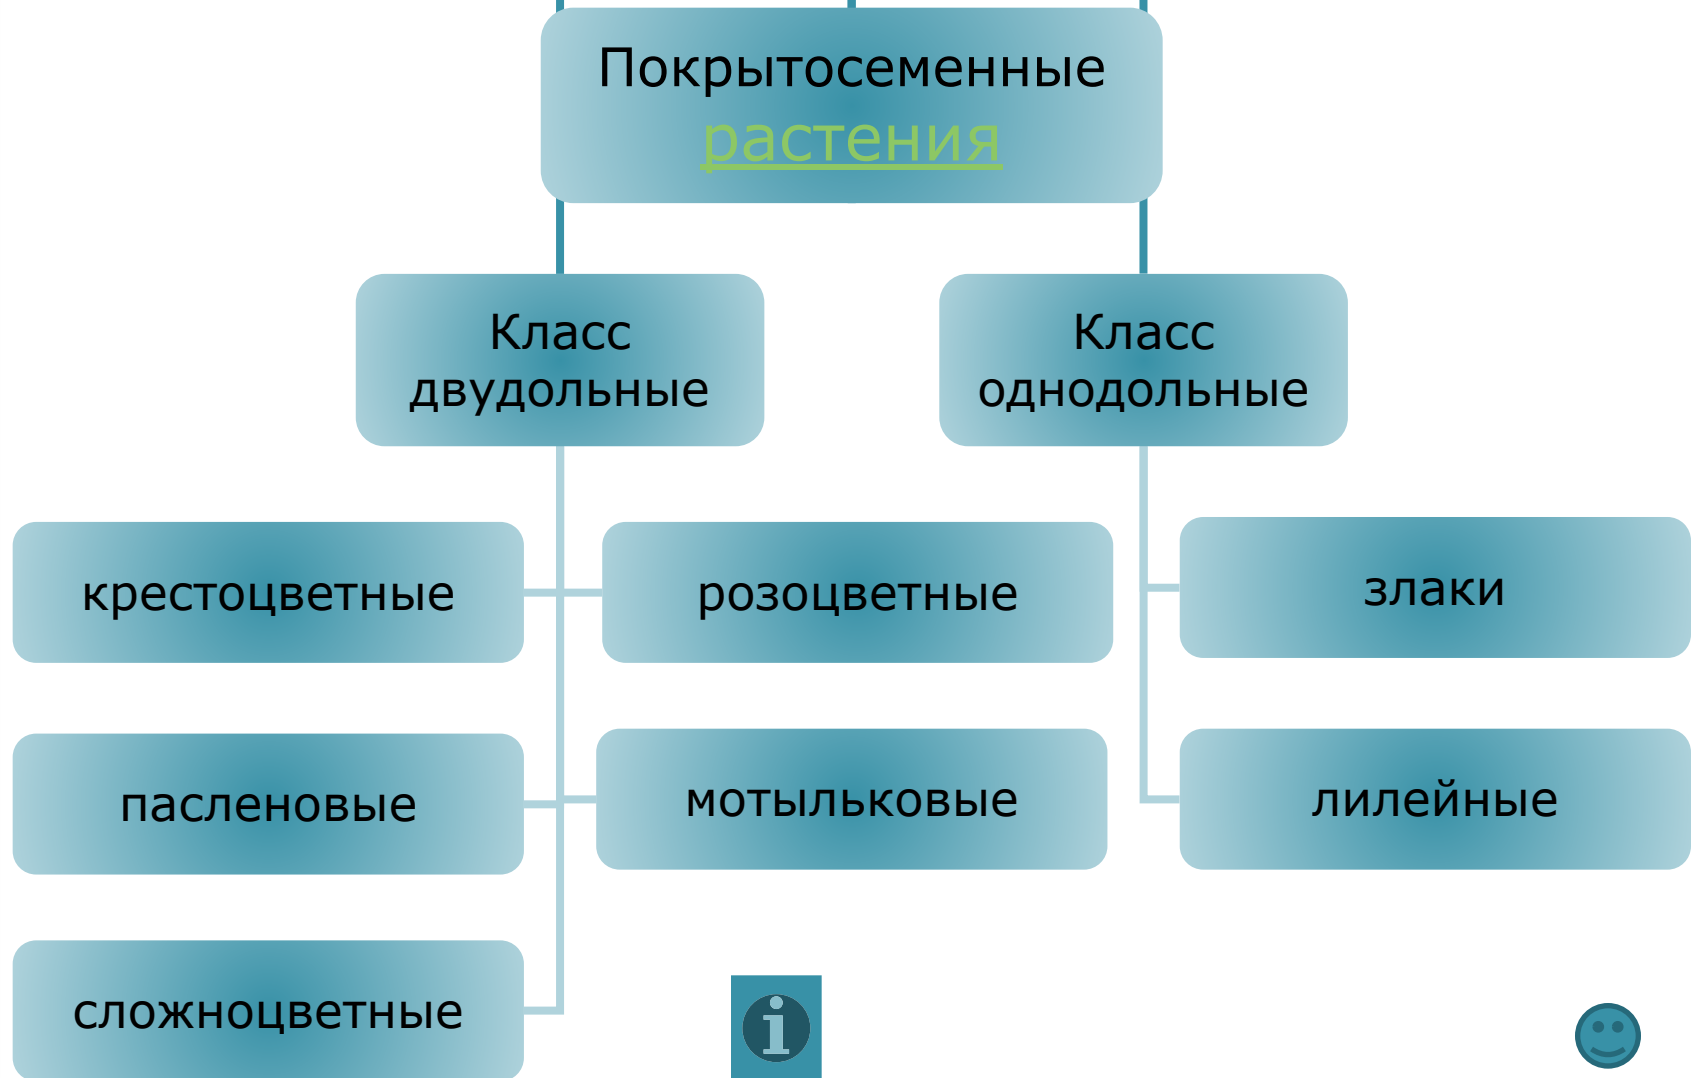 Покрытосеменные
растения
Класс
двудольные
Класс
однодольные
крестоцветные
розоцветные
злаки
пасленовые
мотыльковые
лилейные
сложноцветные